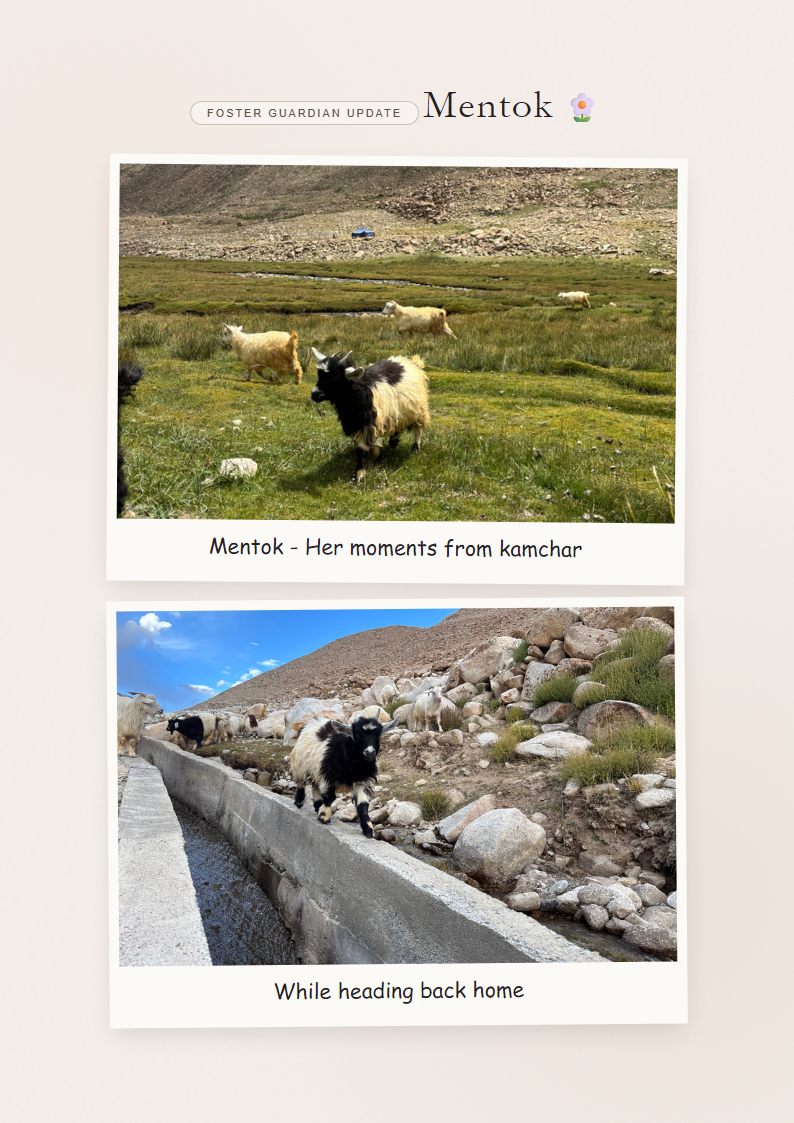 FOSTER GUARDIAN UPDATE Mentok
Mentok - Her moments from kamchar
While heading back home